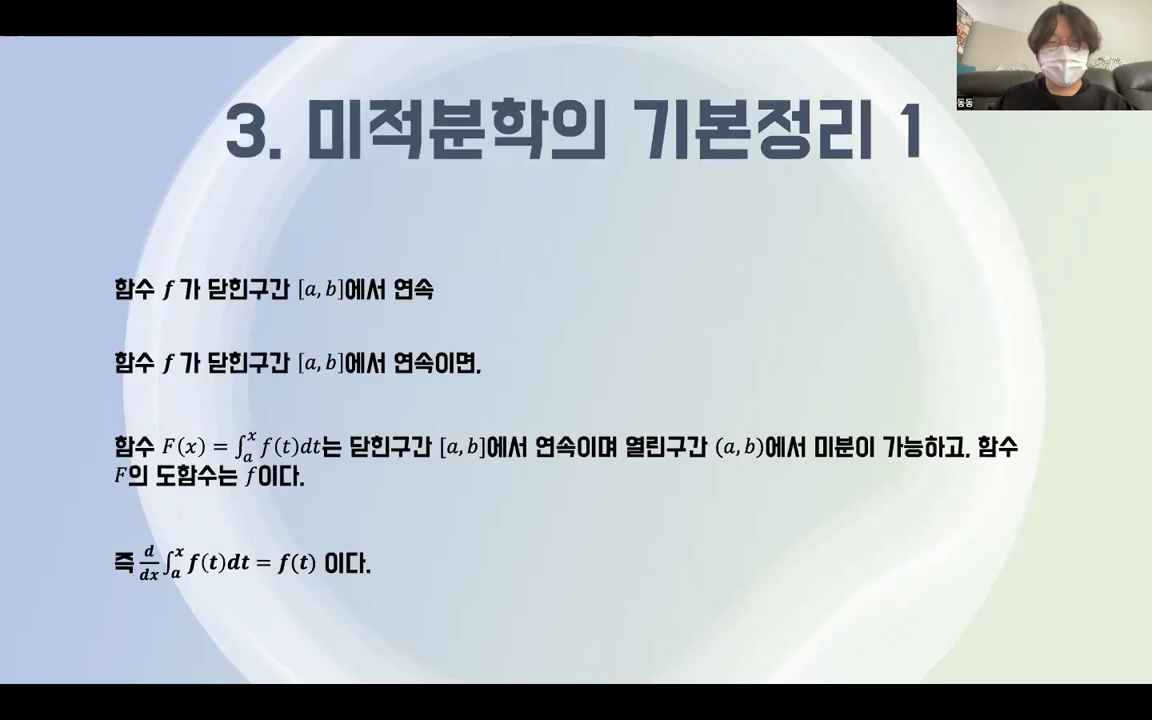 동동
3. 미적분학의 기본정리 1
함수 f 가 닫힌구간 [a, b]에서 연속
함수 f 가 닫힌구간 [a, b]에서 연속이면,
함수 F(x) = ∫ₐˣ f(t)dt는 닫힌구간 [a, b]에서 연속이며 열린구간 (a, b)에서 미분이 가능하고, 함수
F의 도함수는 f이다.
즉 d/dx ∫ₐˣ f(t)dt = f(t) 이다.